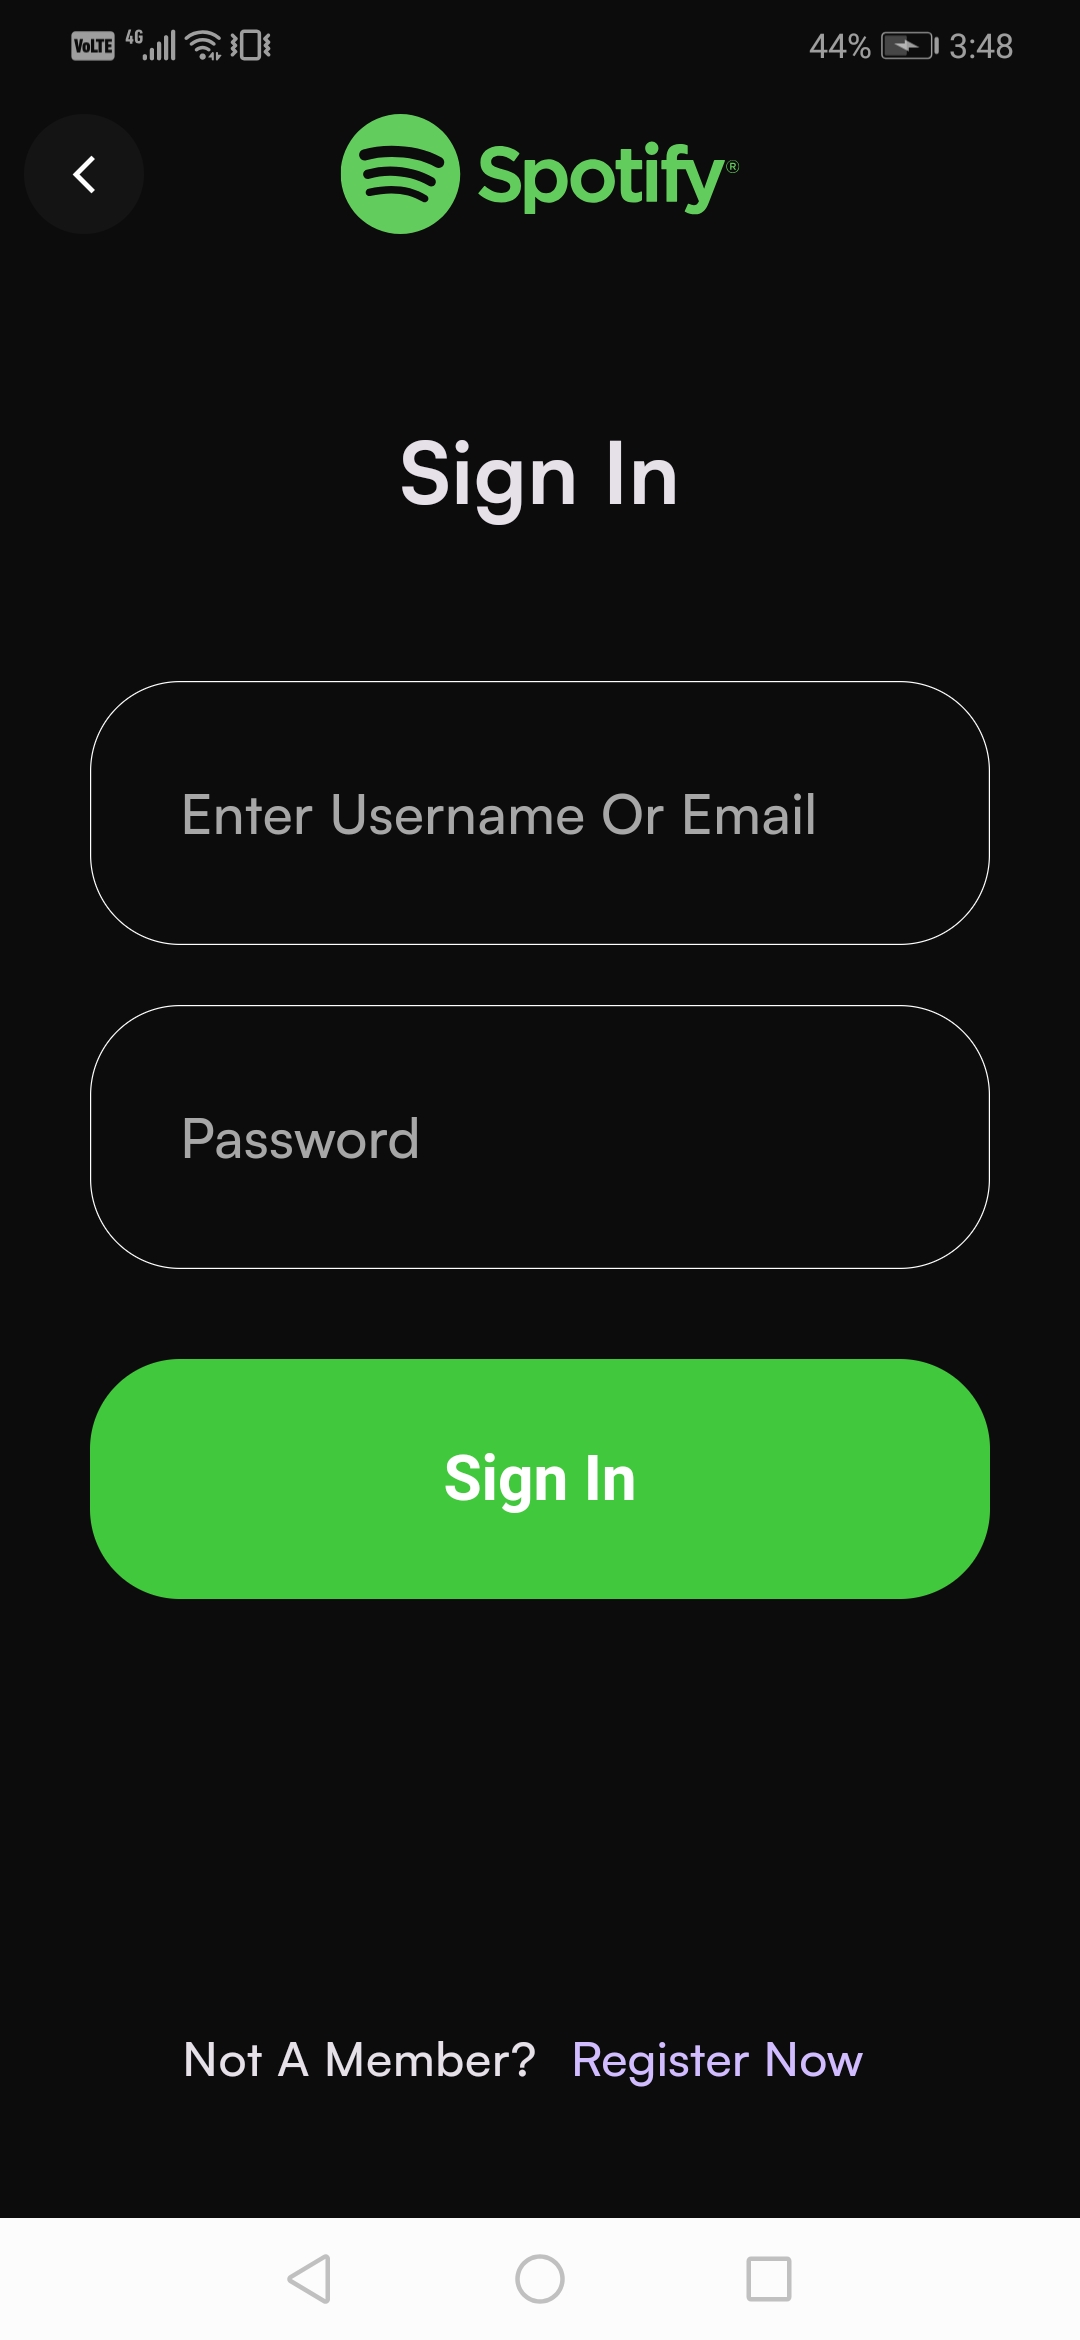 VoLTE 4G 44% 3:48
Spotify®
Sign In
Enter Username Or Email
Password
Sign In
Not A Member? Register Now